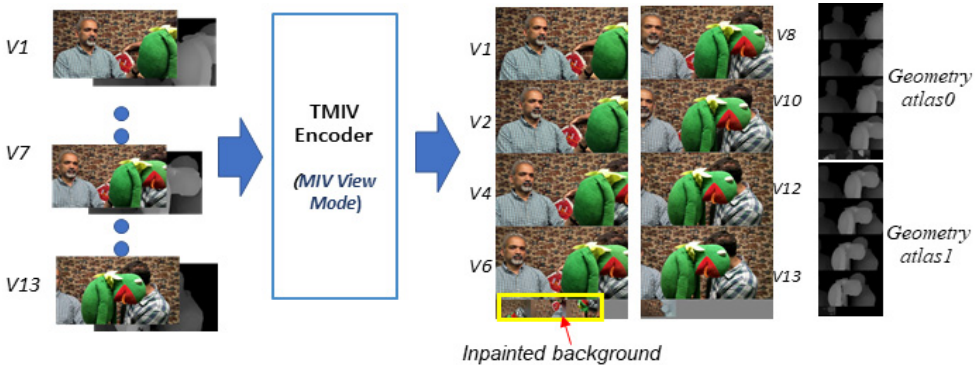 V1
V7
V13
TMIV
Encoder
(MIV View
Mode)
V1
V2
V4
V6
V8
V10
V12
V13
Geometry
atlas0
Geometry
atlas1
Inpainted background